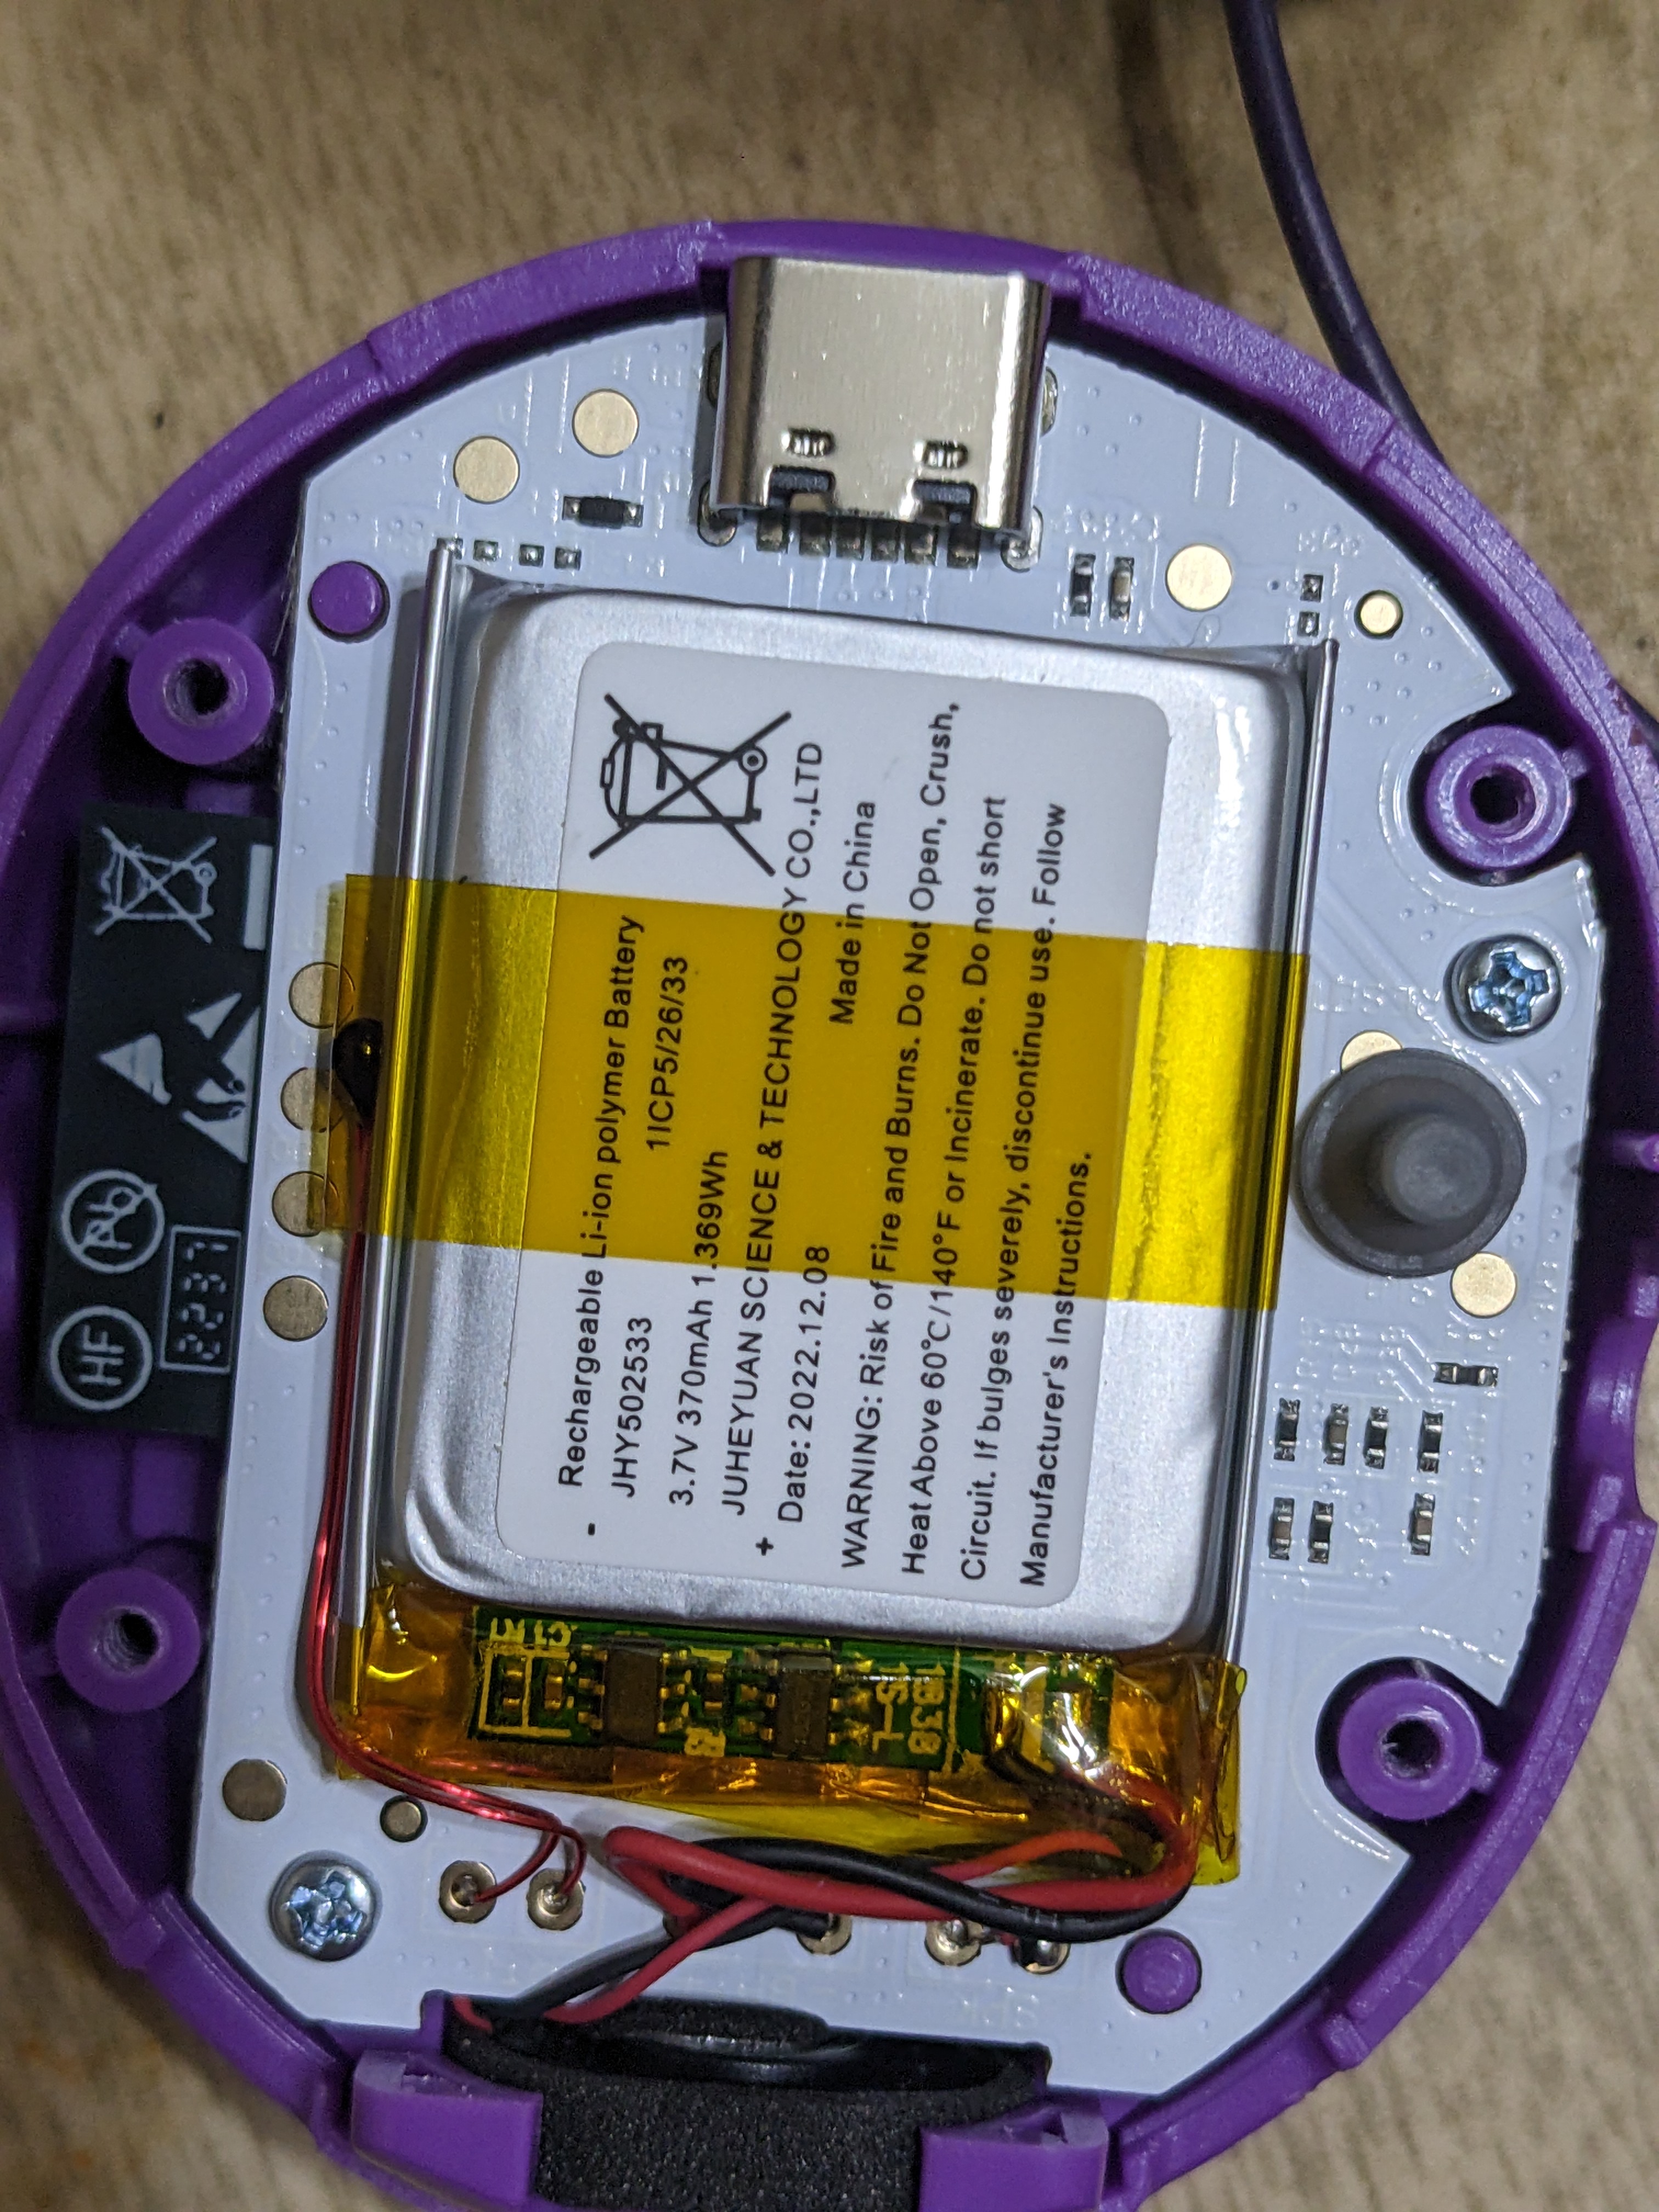 - Rechargeable Li-ion polymer Battery
JHY502533 1ICP5/26/33
3.7V 370mAh 1.369Wh
JUHEYUAN SCIENCE & TECHNOLOGY CO.,LTD
+ Date: 2022.12.08 Made in China
WARNING: Risk of Fire and Burns. Do Not Open, Crush,
Heat Above 60℃/140°F or Incinerate. Do not short
Circuit. If bulges severely, discontinue use. Follow
Manufacturer's Instructions.
HF
Pb
2237